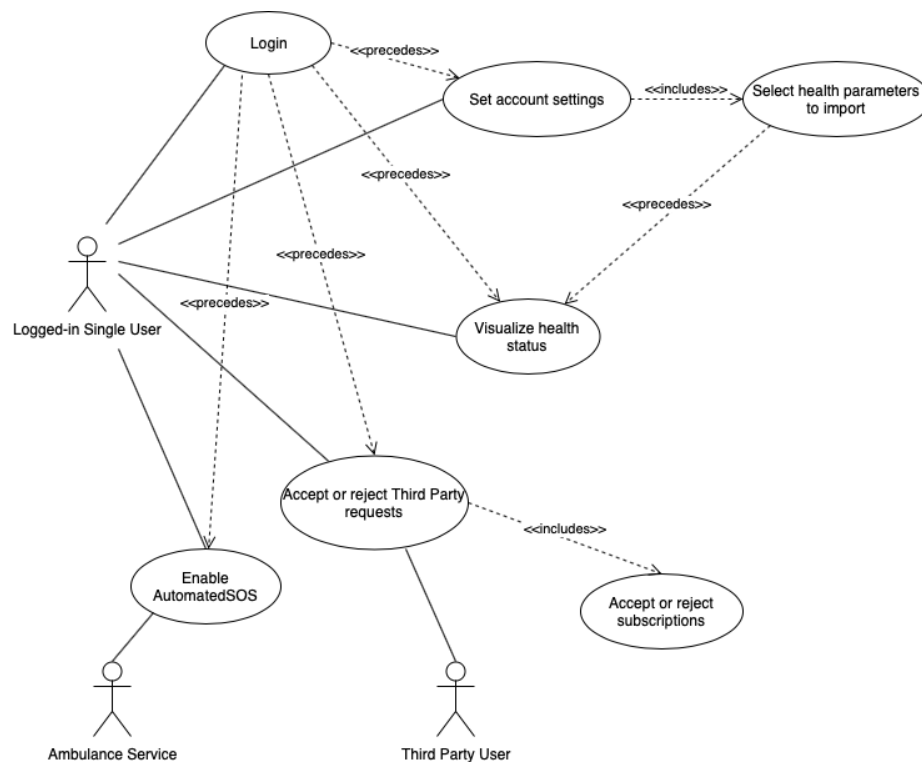 Login
<<precedes>>
Set account settings
<<includes>>
Select health parameters
to import
<<precedes>>
<<precedes>>
<<precedes>>
<<precedes>>
Logged-in Single User
Visualize health
status
Accept or reject Third Party
requests
<<includes>>
Enable
AutomatedSOS
Accept or reject
subscriptions
Ambulance Service
Third Party User